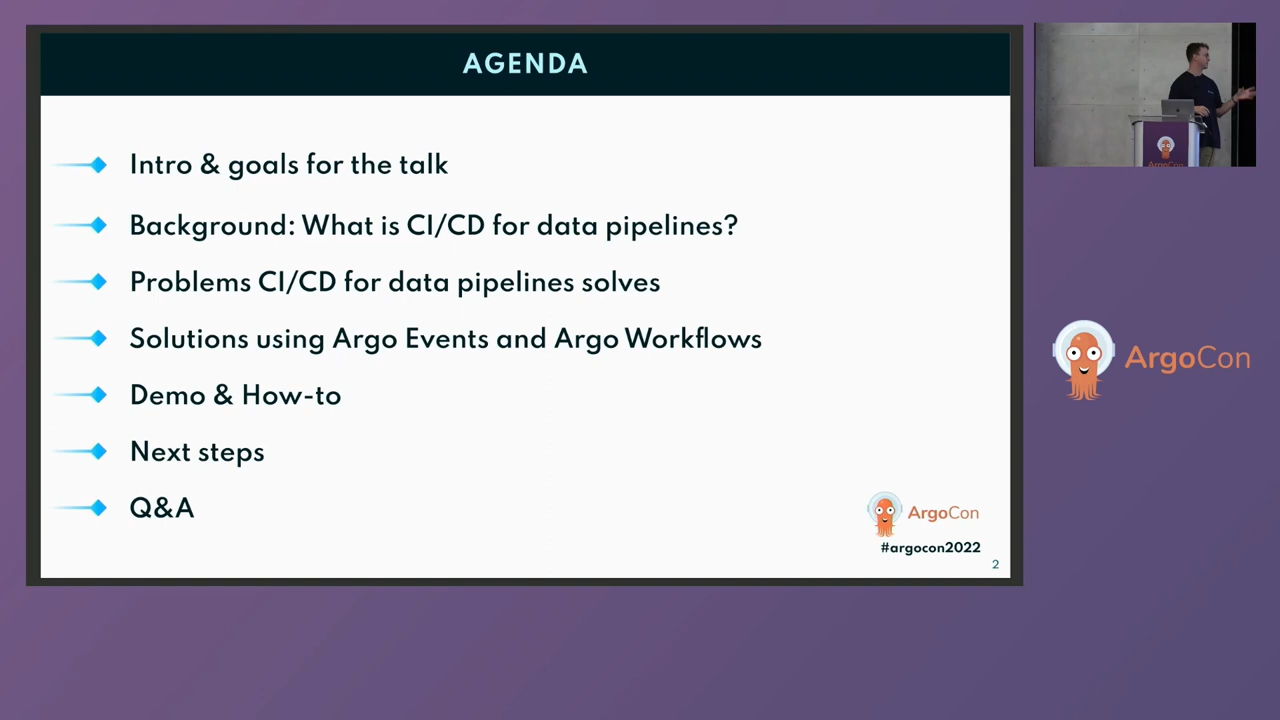 AGENDA
Intro & goals for the talk
Background: What is CI/CD for data pipelines?
Problems CI/CD for data pipelines solves
Solutions using Argo Events and Argo Workflows
Demo & How-to
Next steps
Q&A
ArgoCon
#argocon2022
2
ArgoCon
ArgoCon